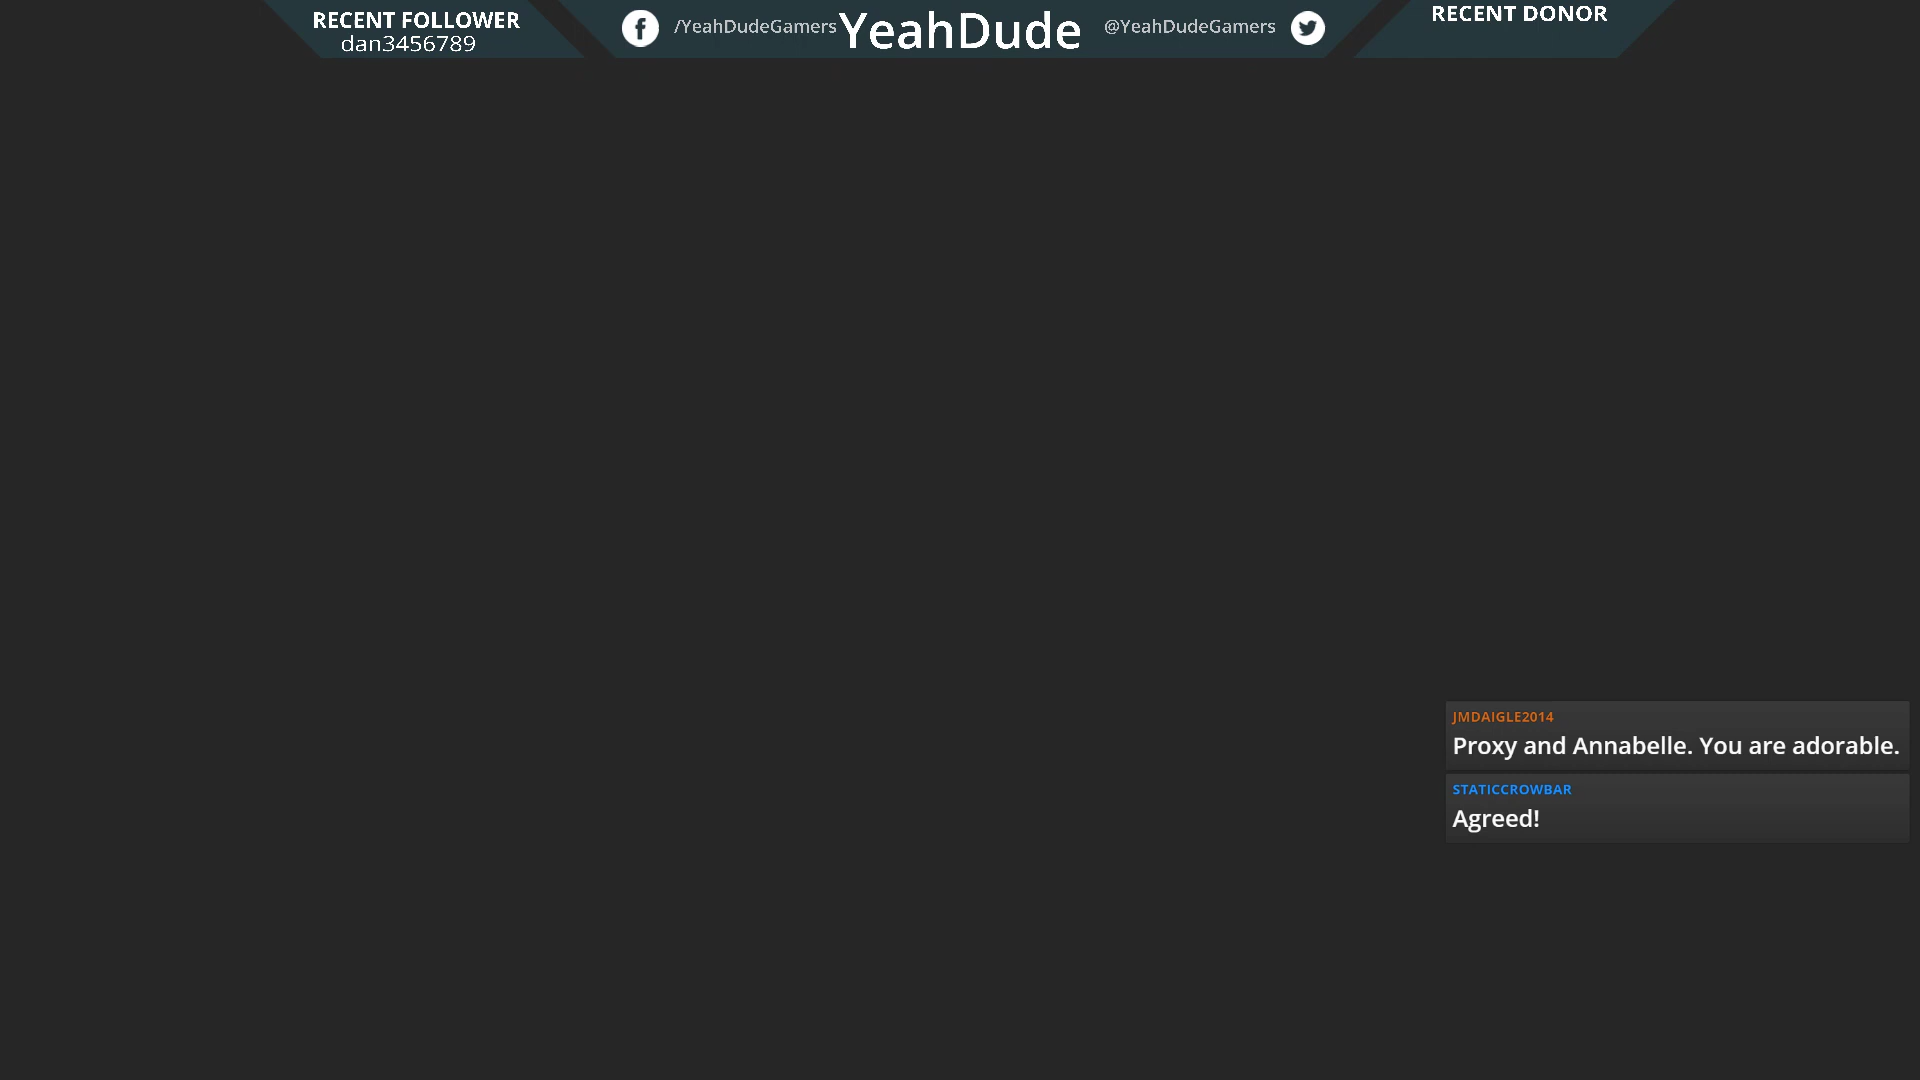 RECENT FOLLOWER
dan3456789
/YeahDudeGamers
YeahDude
@YeahDudeGamers
RECENT DONOR
JMDAIGLE2014
Proxy and Annabelle. You are adorable.
STATICCROWBAR
Agreed!